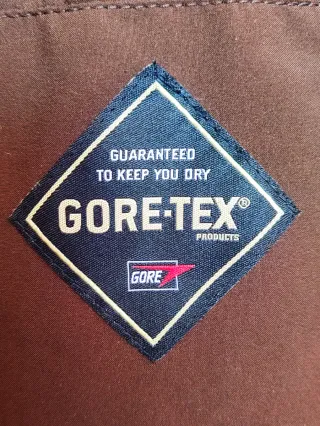 GUARANTEED
TO KEEP YOU DRY
GORE-TEX®
PRODUCTS
GORE